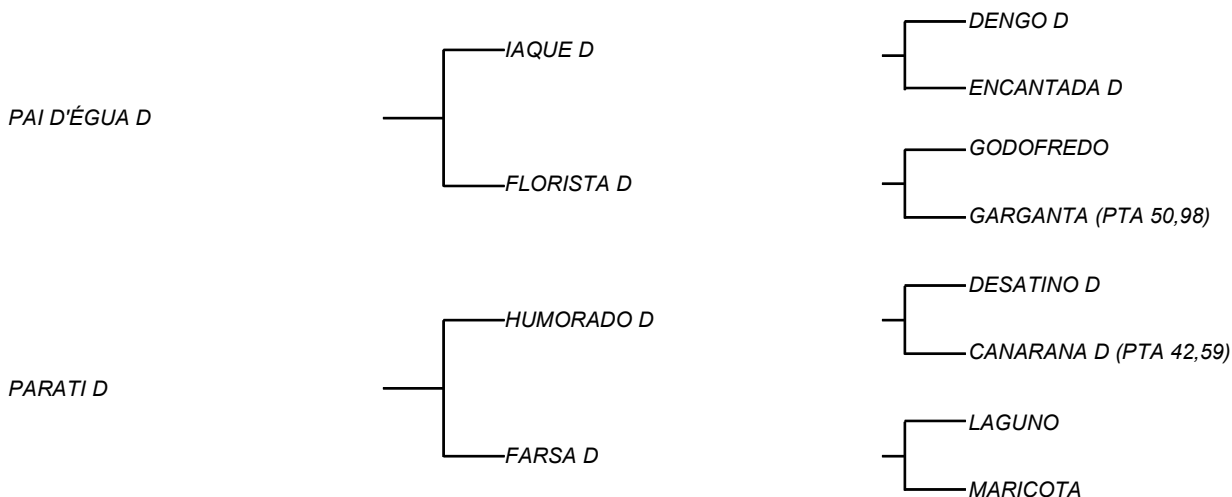 DENGO D
IAQUE D
ENCANTADA D
PAI D'ÉGUA D
GODOFREDO
FLORISTA D
GARGANTA (PTA 50,98)
DESATINO D
HUMORADO D
CANARANA D (PTA 42,59)
PARATI D
LAGUNO
FARSA D
MARICOTA